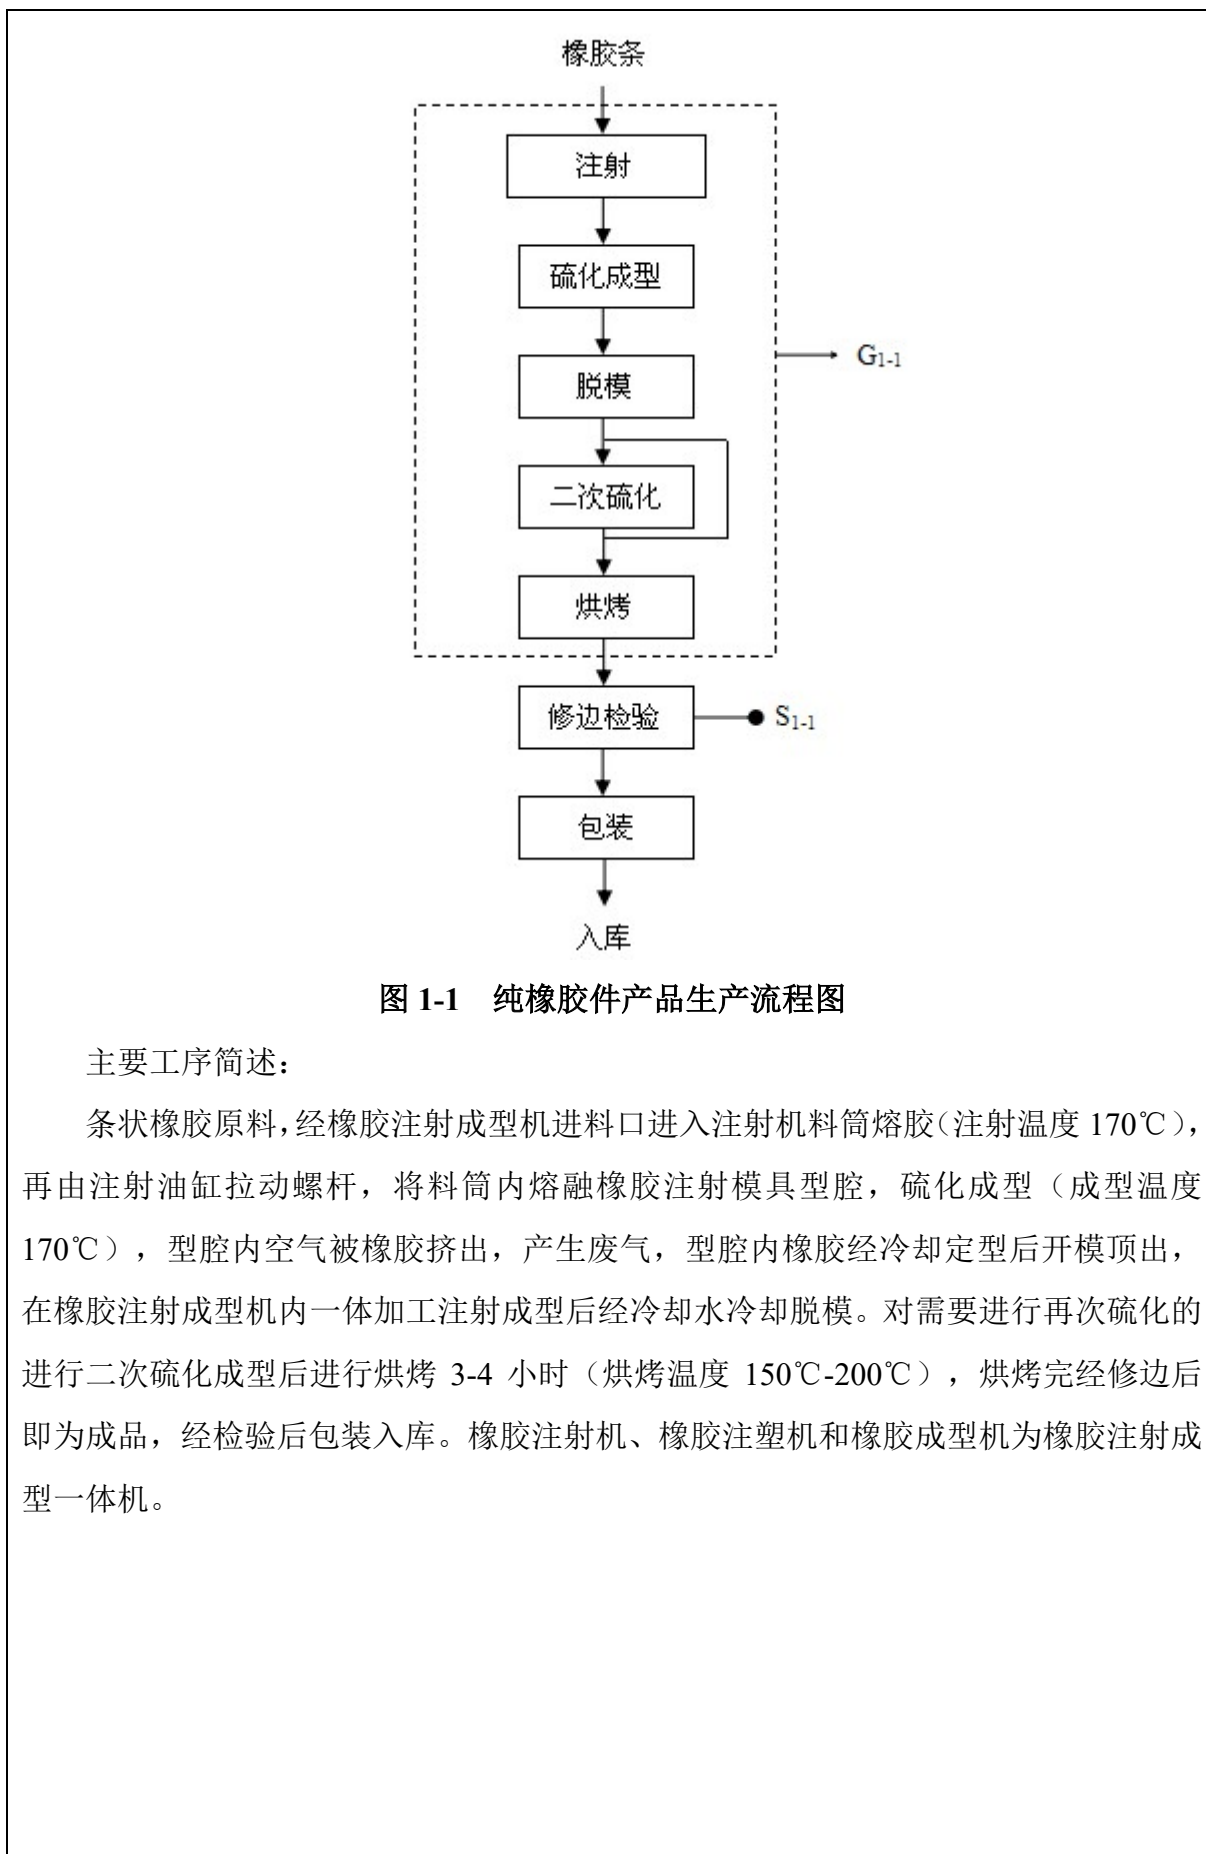 橡胶条
注射
硫化成型
脱模
G1-1
二次硫化
烘烤
修边检验
S1-1
包装
入库
图 1-1 纯橡胶件产品生产流程图
主要工序简述：
条状橡胶原料，经橡胶注射成型机进料口进入注射机料筒熔胶（注射温度 170℃），
再由注射油缸拉动螺杆，将料筒内熔融橡胶注射模具型腔，硫化成型（成型温度
170℃），型腔内空气被橡胶挤出，产生废气，型腔内橡胶经冷却定型后开模顶出，
在橡胶注射成型机内一体加工注射成型后经冷却水冷却脱模。对需要进行再次硫化的
进行二次硫化成型后进行烘烤 3-4 小时（烘烤温度 150℃-200℃），烘烤完经修边后
即为成品，经检验后包装入库。橡胶注射机、橡胶注塑机和橡胶成型机为橡胶注射成
型一体机。